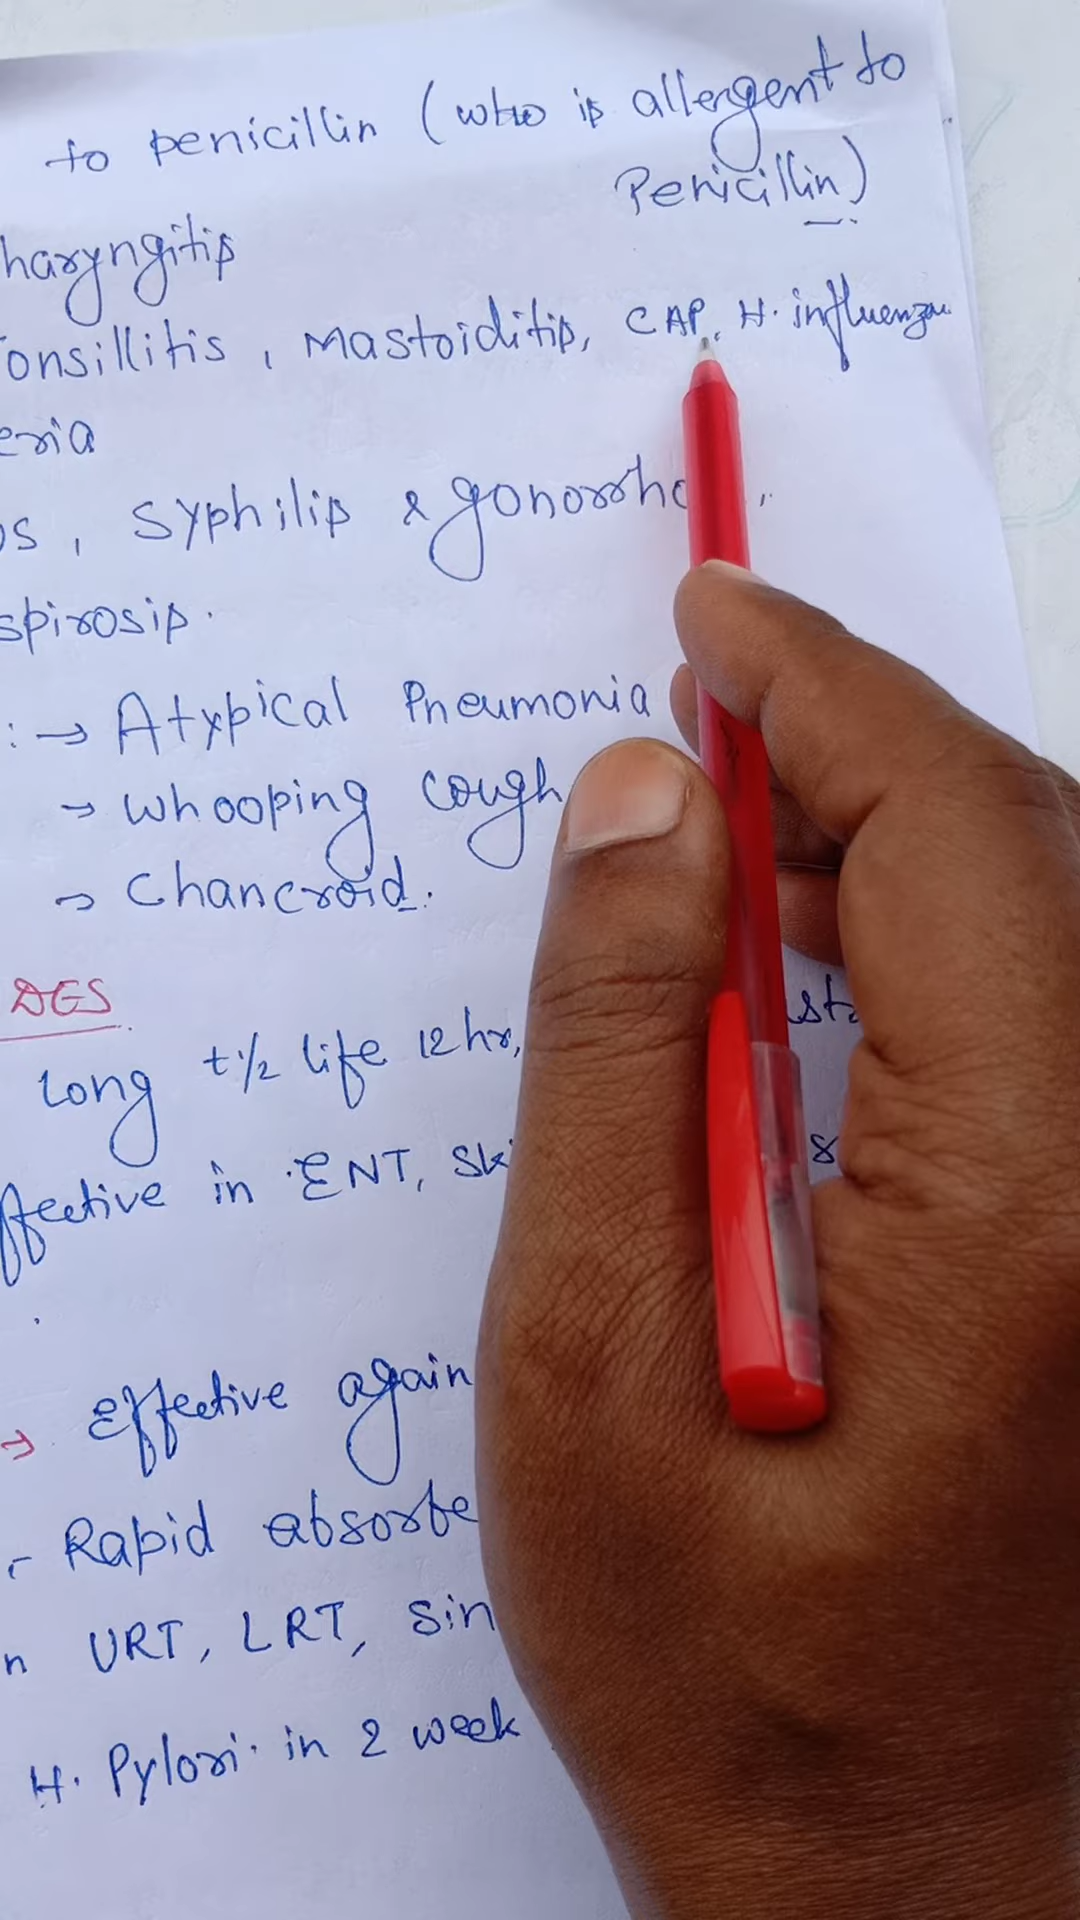 to penicillin (who is allergent to
Penicillin)
haryngitis
onsillitis, Mastoiditis, CAP, H. influenzae
eria
os, syphilis & gonorrho
spirosis.
: → Atypical Pneumonia
→ Whooping cough
→ Chancroid.
DES
Long t1/2 life 12 hr,
ffective in ENT, Sk
→ Effective again
- Rapid absorbe
n URT, LRT, Sin
H. Pylori. in 2 week